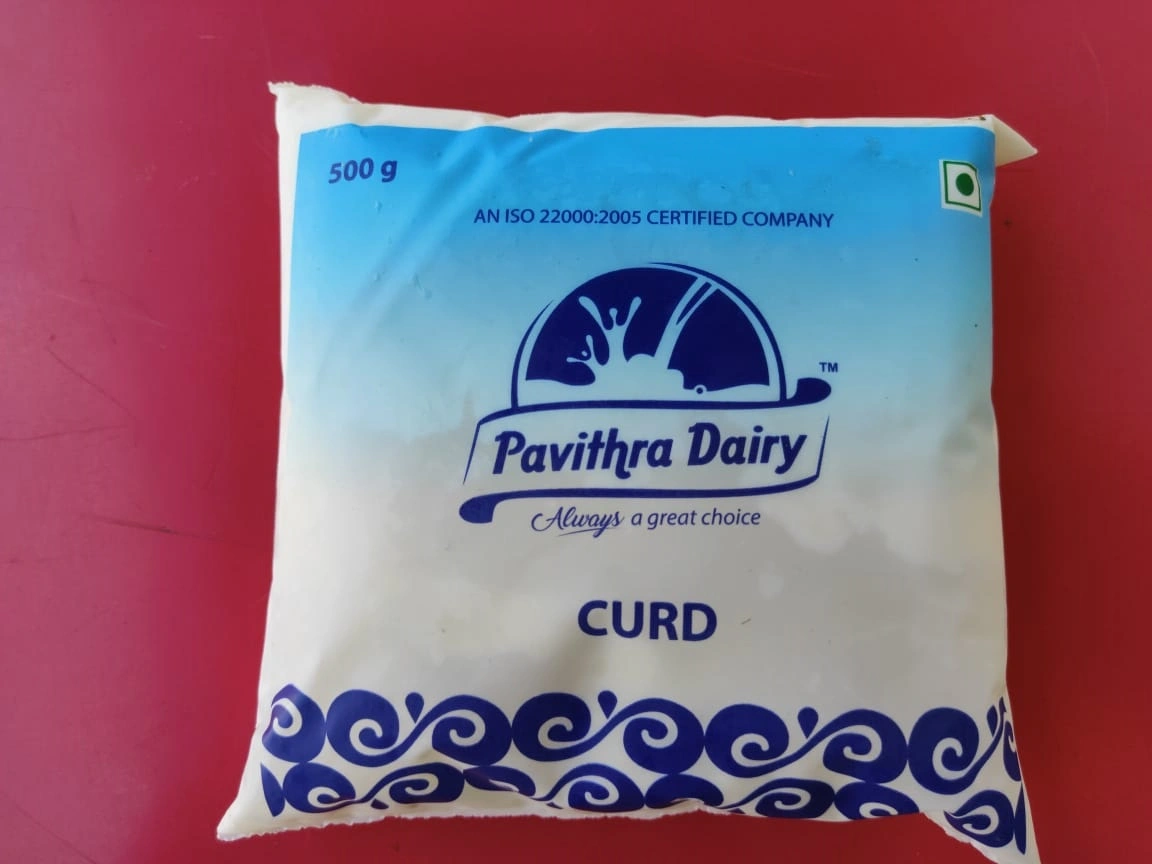 500 g
AN ISO 22000:2005 CERTIFIED COMPANY
TM
Pavithra Dairy
Always a great choice
CURD